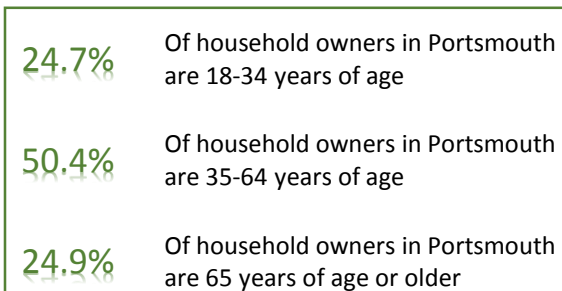 24.7%
Of household owners in Portsmouth
are 18-34 years of age
50.4%
Of household owners in Portsmouth
are 35-64 years of age
24.9%
Of household owners in Portsmouth
are 65 years of age or older